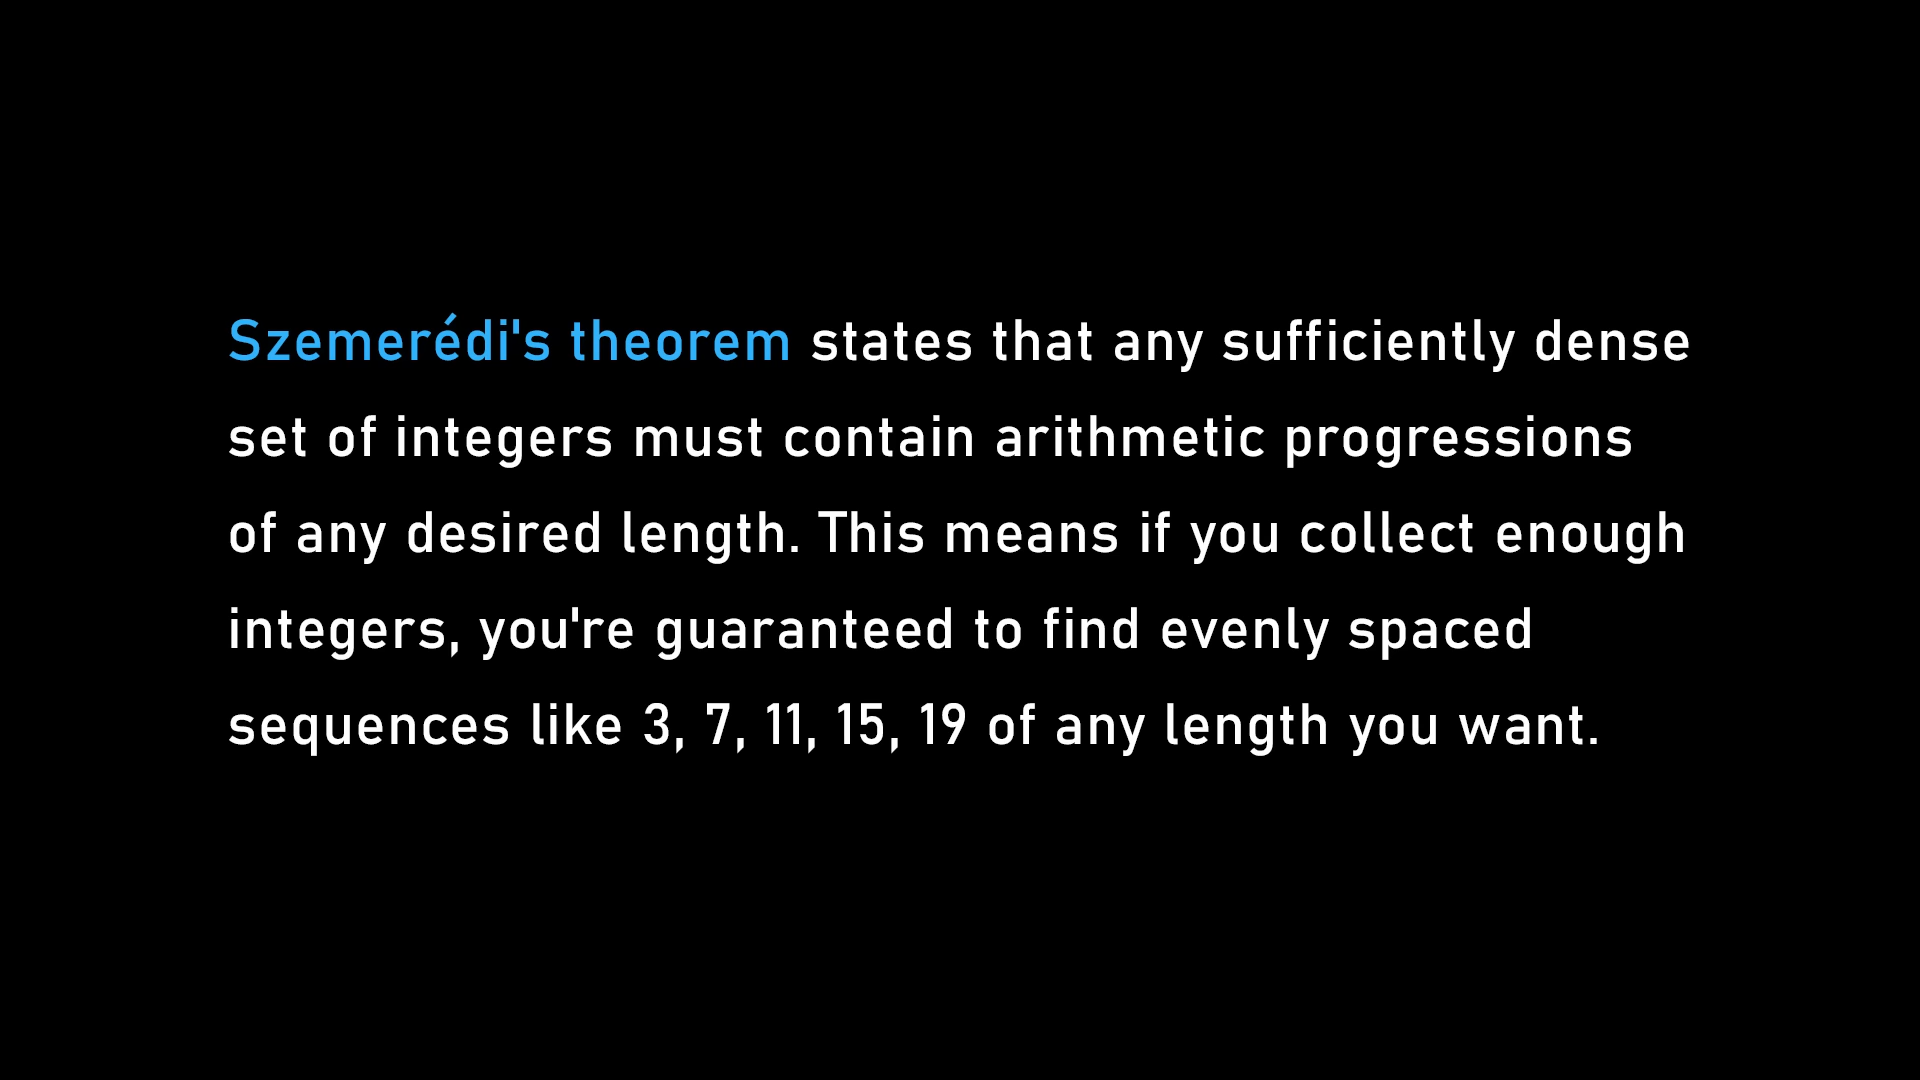 Szemerédi's theorem states that any sufficiently dense
set of integers must contain arithmetic progressions
of any desired length. This means if you collect enough
integers, you're guaranteed to find evenly spaced
sequences like 3, 7, 11, 15, 19 of any length you want.